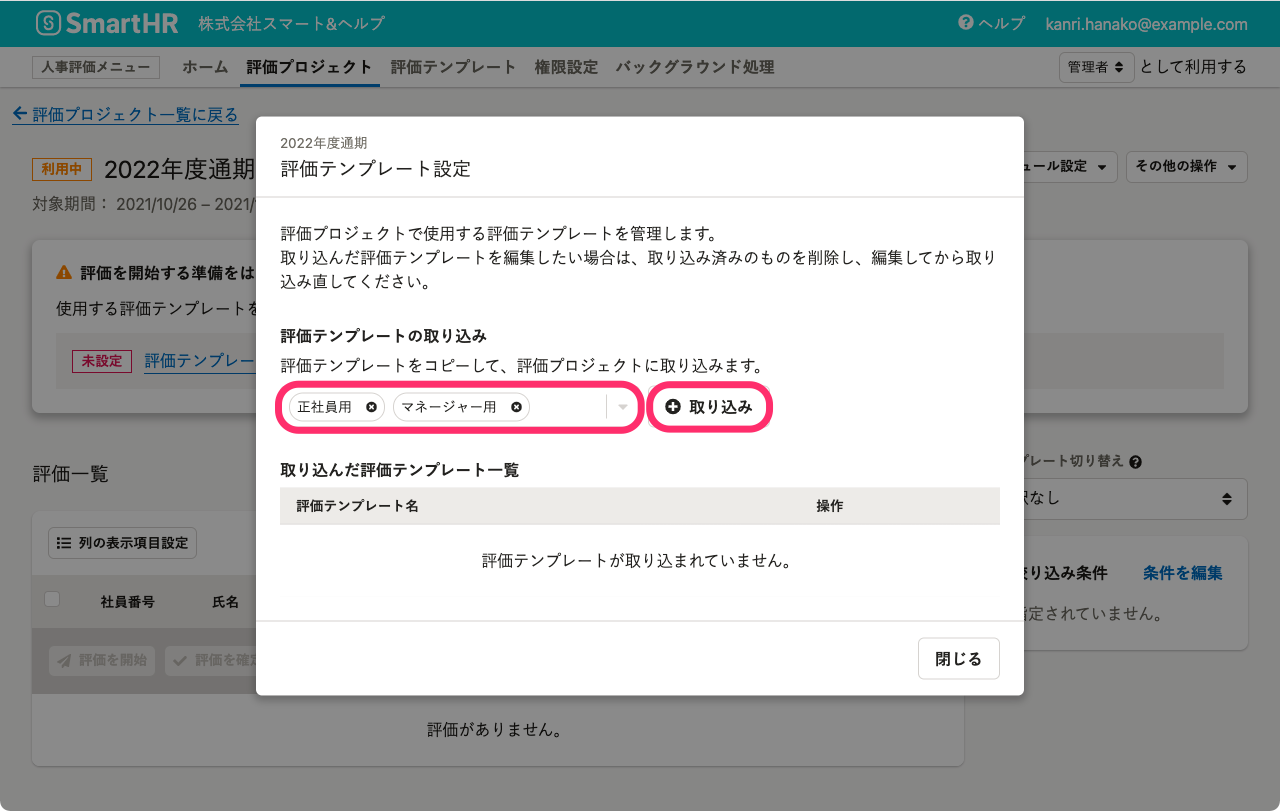 SmartHR 株式会社スマート&ヘルプ ヘルプ kanri.hanako@example.com
人事評価メニュー ホーム 評価プロジェクト 評価テンプレート 権限設定 バックグラウンド処理 管理者 として利用する
評価プロジェクト一覧に戻る
利用中 2022年度通期
ュール設定 その他の操作
対象期間： 2021/10/26 – 2021/
評価を開始する準備をは
使用する評価テンプレートを
未設定 評価テンプレー
2022年度通期
評価テンプレート設定
評価プロジェクトで使用する評価テンプレートを管理します。
取り込んだ評価テンプレートを編集したい場合は、取り込み済みのものを削除し、編集してから取り
込み直してください。
評価テンプレートの取り込み
評価テンプレートをコピーして、評価プロジェクトに取り込みます。
正社員用 マネージャー用 取り込み
取り込んだ評価テンプレート一覧
評価テンプレート名 操作
評価テンプレートが取り込まれていません。
閉じる
評価一覧
プレート切り替え
択なし
列の表示項目設定
絞り込み条件 条件を編集
社員番号 氏名
指定されていません。
評価を開始 評価を確定
評価がありません。